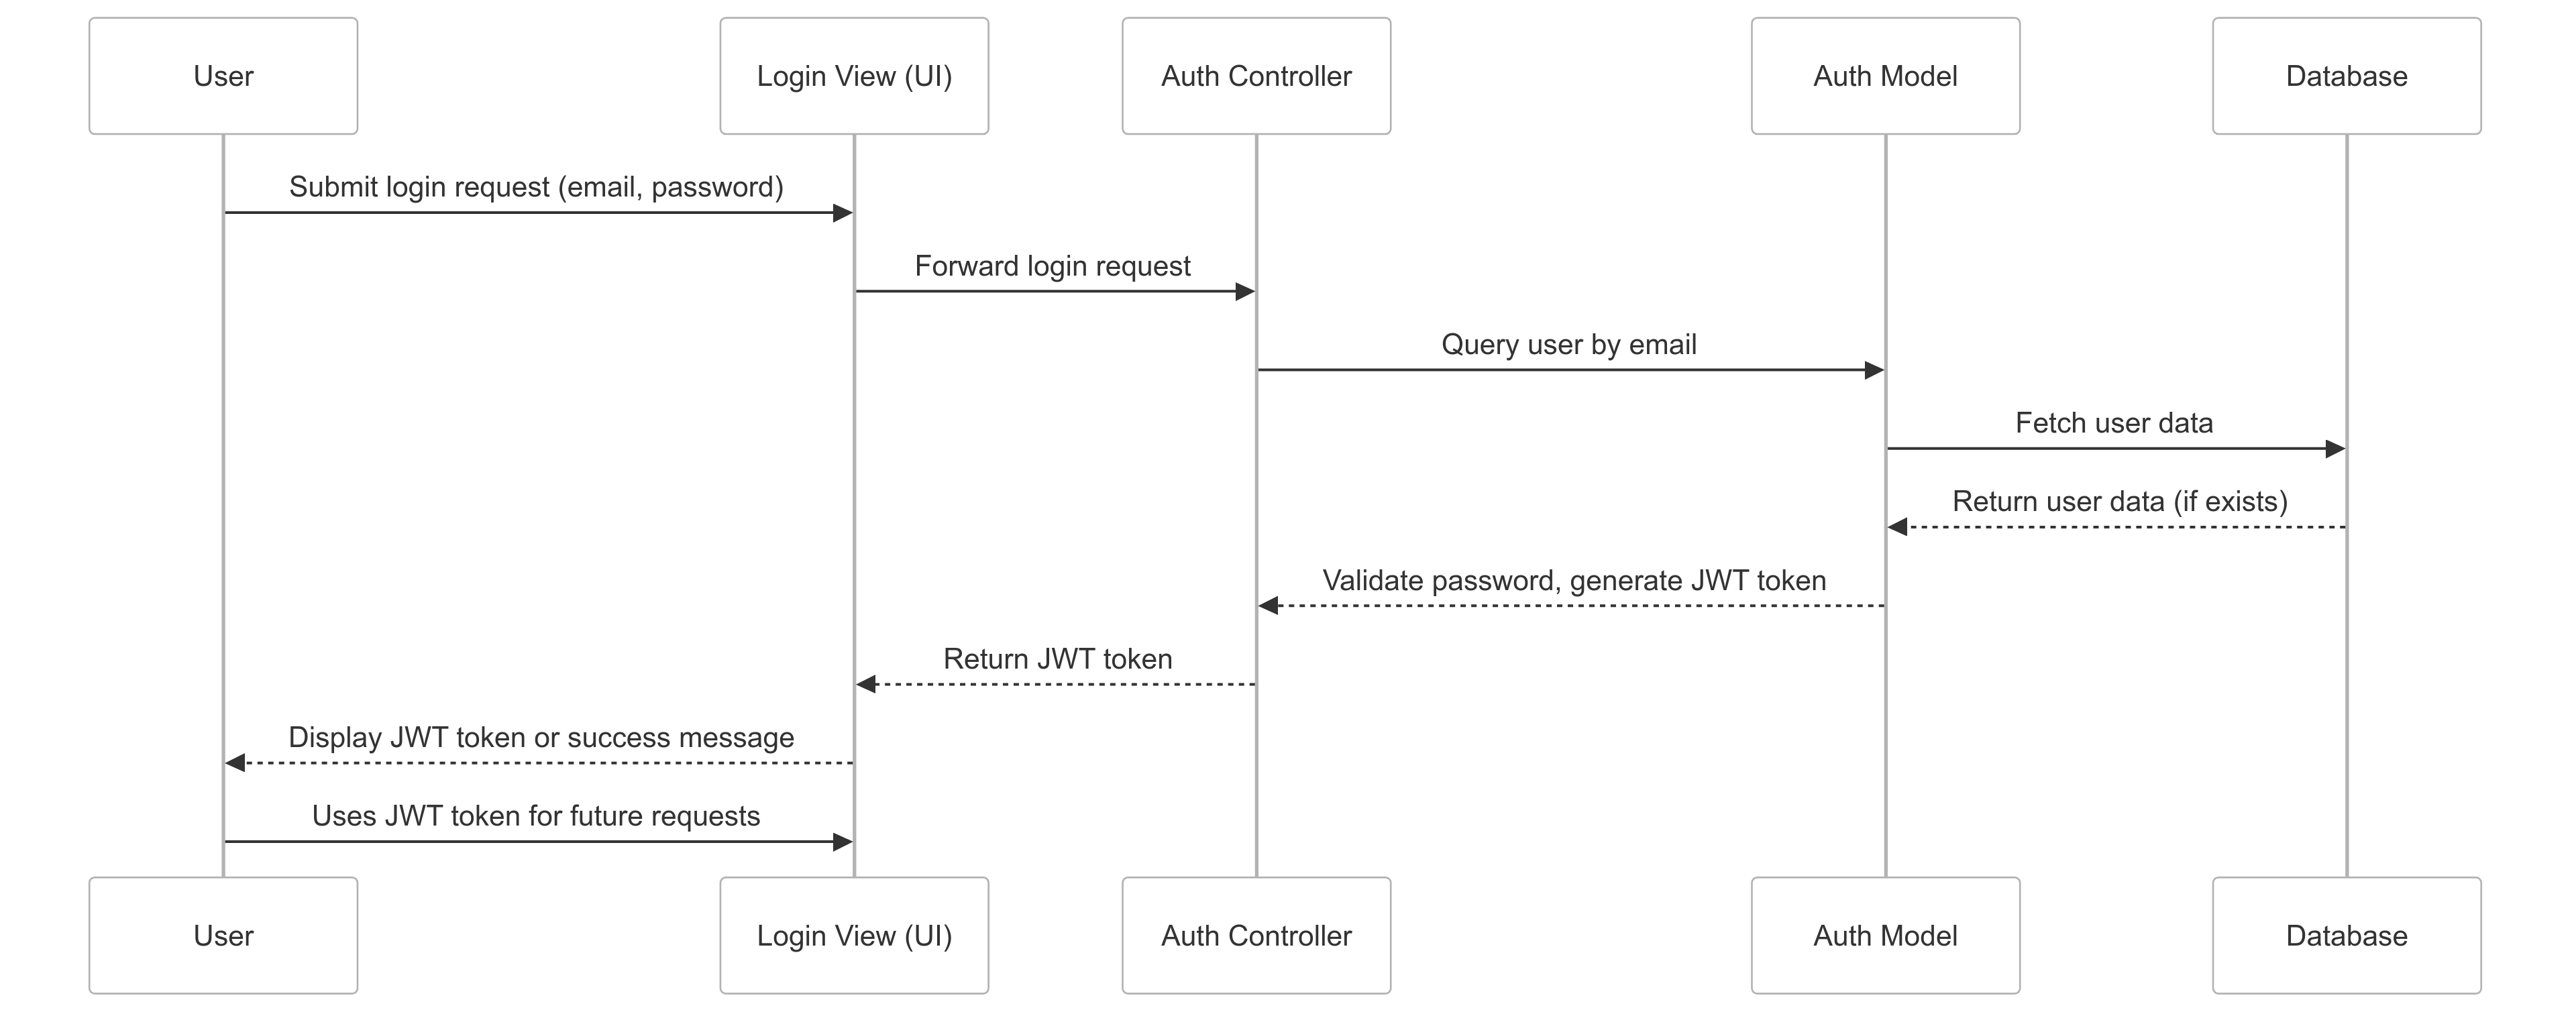 User
Login View (UI)
Auth Controller
Auth Model
Database
Submit login request (email, password)
Forward login request
Query user by email
Fetch user data
Return user data (if exists)
Validate password, generate JWT token
Return JWT token
Display JWT token or success message
Uses JWT token for future requests
User
Login View (UI)
Auth Controller
Auth Model
Database